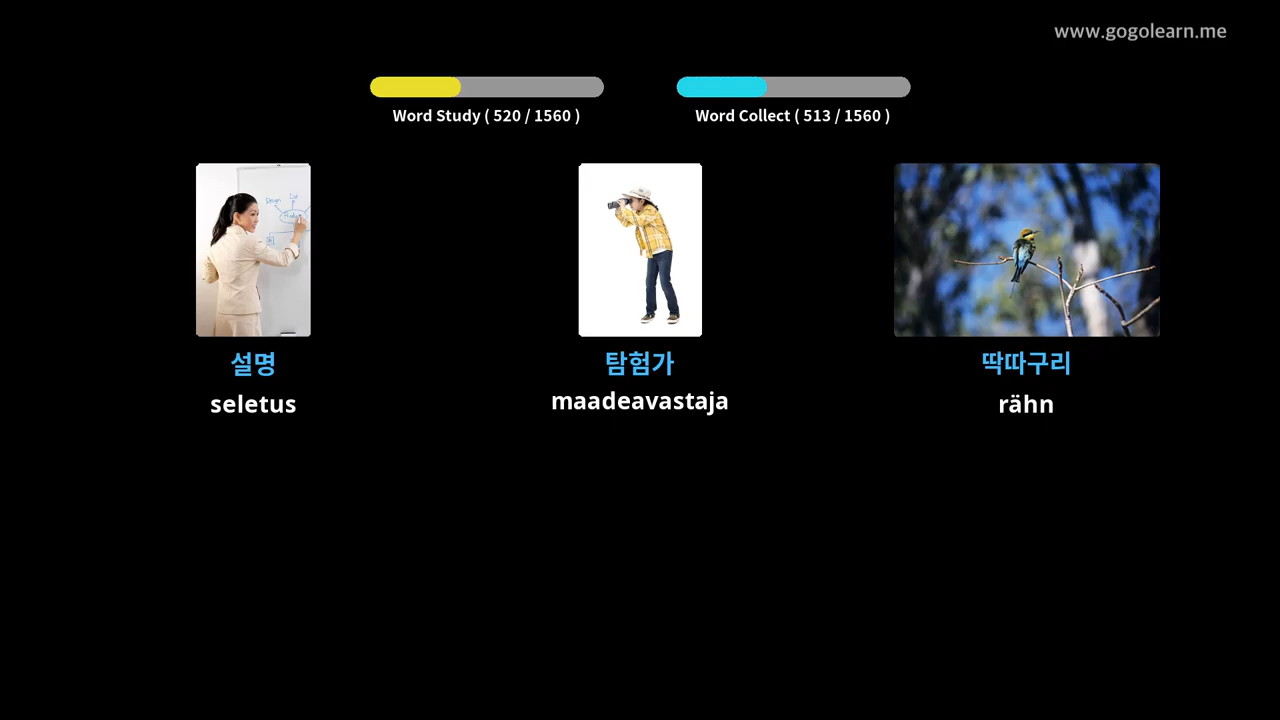 www.gogolearn.me
Word Study ( 520 / 1560 )
Word Collect ( 513 / 1560 )
설명
탐험가
딱따구리
seletus
maadeavastaja
rähn